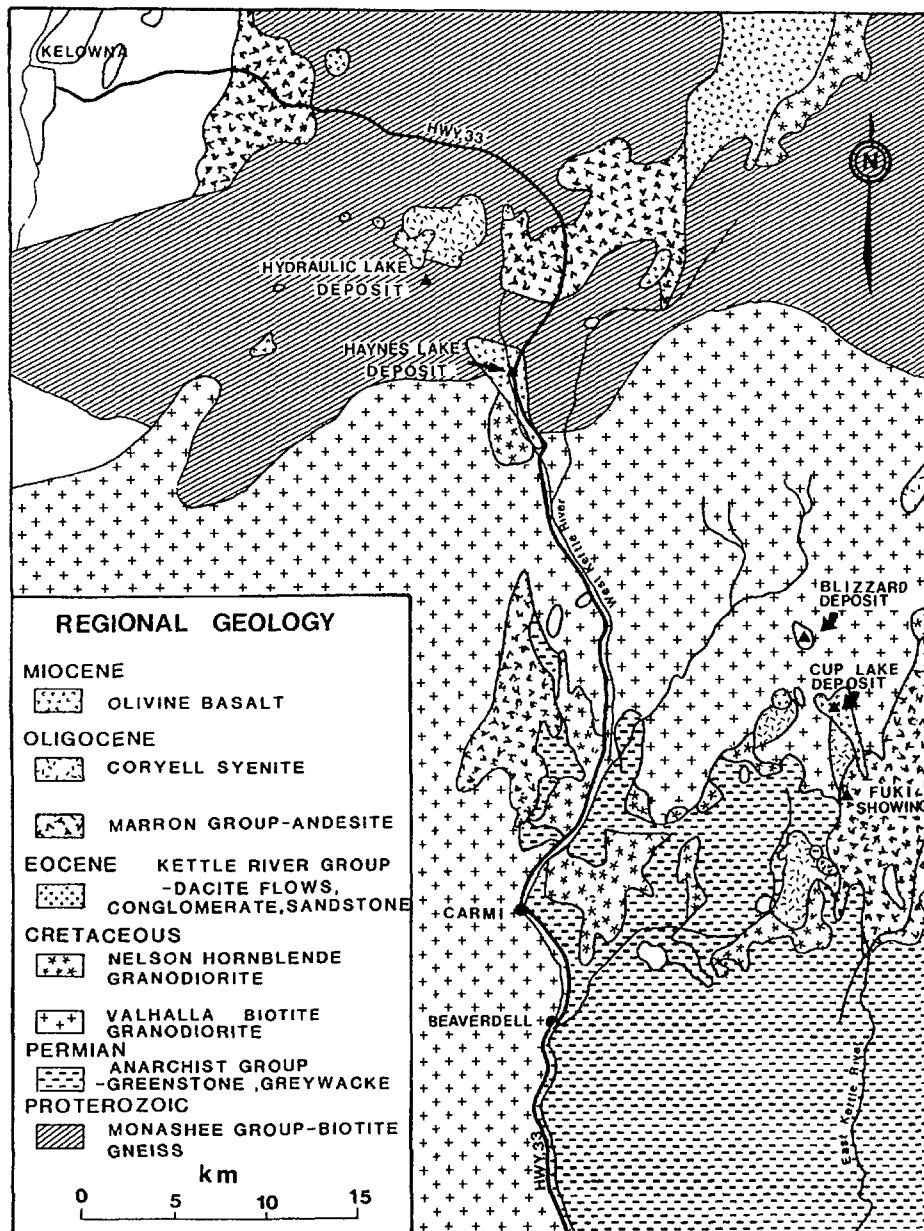 KELOWNA
HWY 33
N
HYDRAULIC LAKE
DEPOSIT
HAYNES LAKE
DEPOSIT
West Kettle River
BLIZZARD
DEPOSIT
CUP LAKE
DEPOSIT
FUKI
SHOWING
CARMI
BEAVERDELL
HWY 33
East Kettle River
REGIONAL GEOLOGY
MIOCENE
OLIVINE BASALT
OLIGOCENE
CORYELL SYENITE
MARRON GROUP-ANDESITE
EOCENE KETTLE RIVER GROUP
-DACITE FLOWS,
CONGLOMERATE,SANDSTONE
CRETACEOUS
NELSON HORNBLENDE
GRANODIORITE
VALHALLA BIOTITE
GRANODIORITE
PERMIAN
ANARCHIST GROUP
-GREENSTONE,GREYWACKE
PROTEROZOIC
MONASHEE GROUP-BIOTITE
GNEISS
km
0 5 10 15